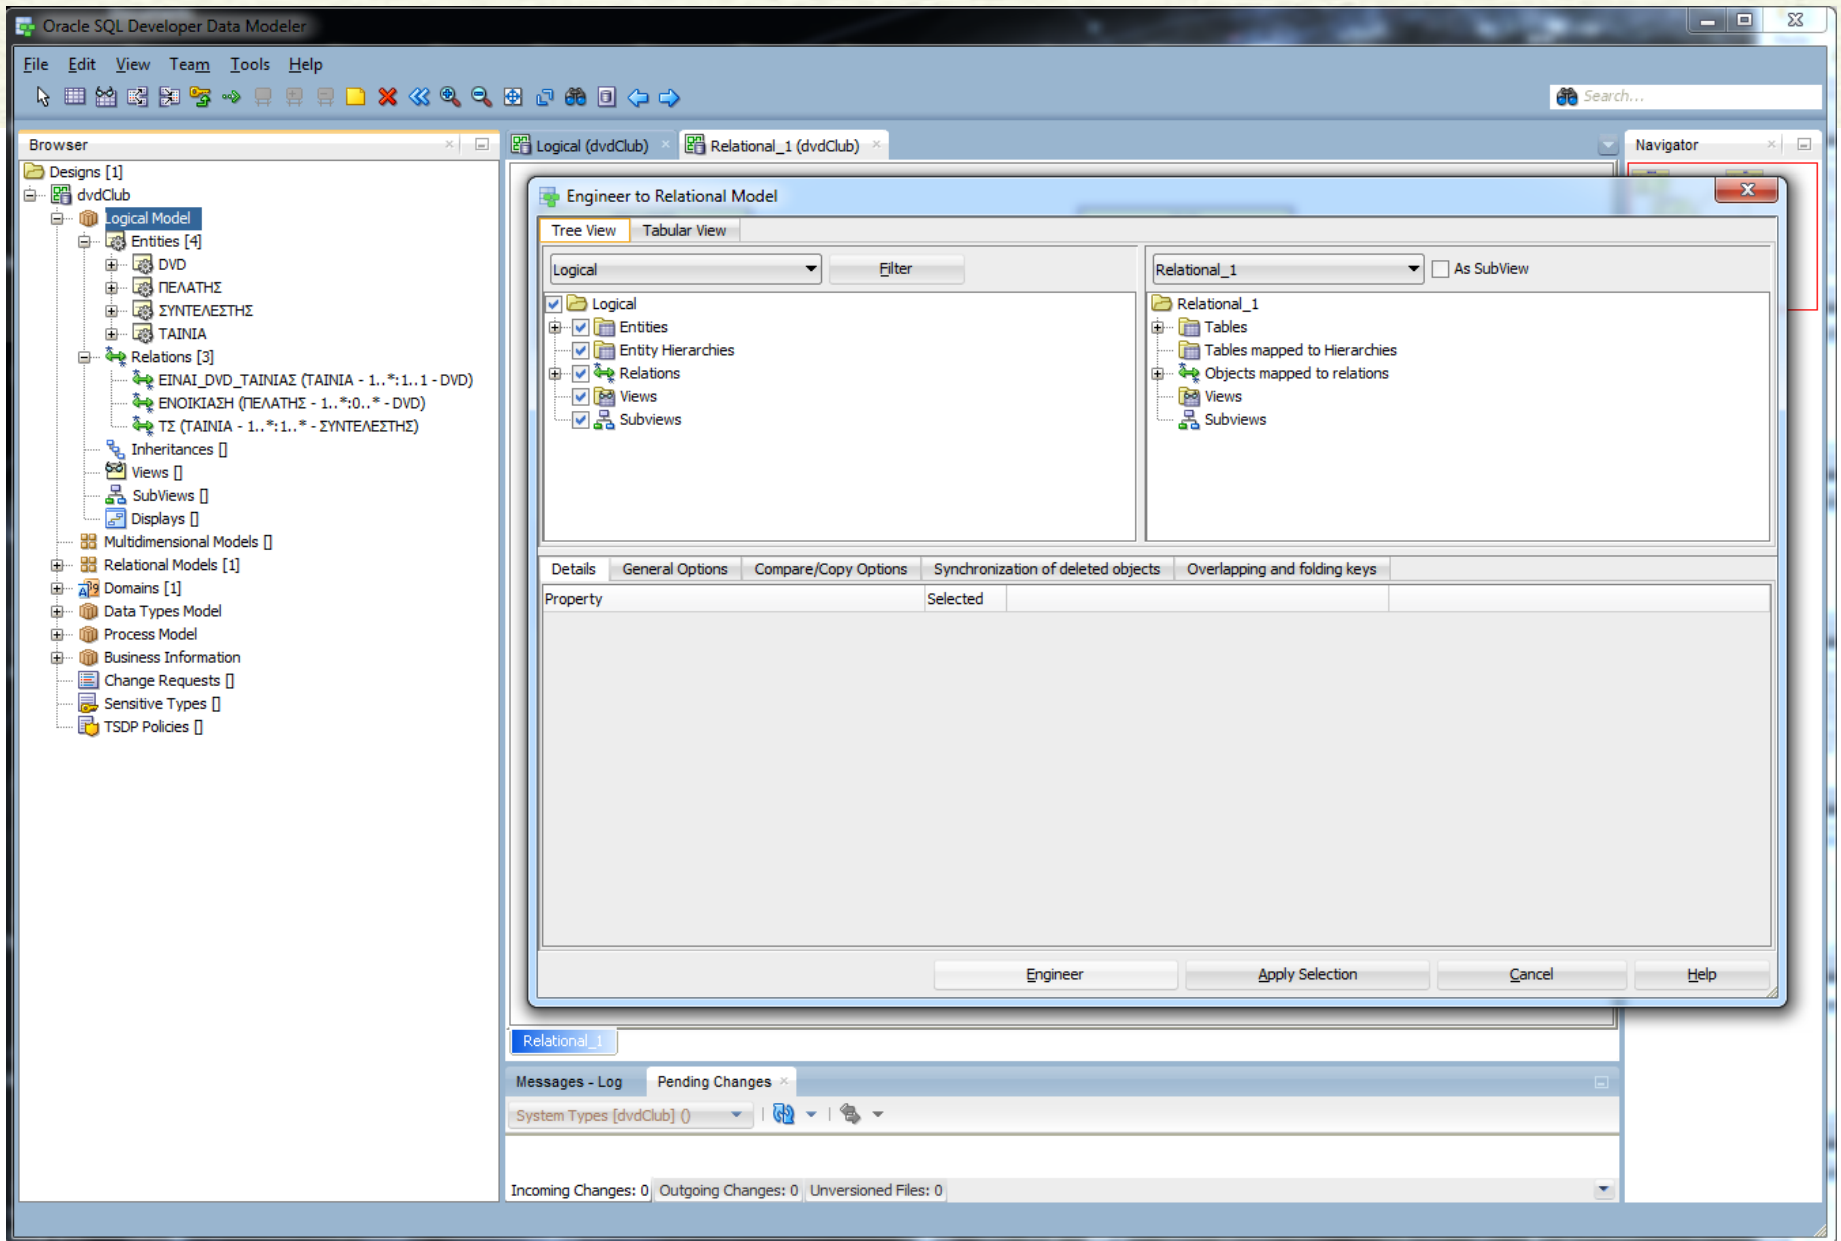 Oracle SQL Developer Data Modeler
File Edit View Team Tools Help
Search...
Browser
Designs [1]
dvdClub
Logical Model
Entities [4]
DVD
ΠΕΛΑΤΗΣ
ΣΥΝΤΕΛΕΣΤΗΣ
ΤΑΙΝΙΑ
Relations [3]
ΕΙΝΑΙ_DVD_ΤΑΙΝΙΑΣ (ΤΑΙΝΙΑ - 1..*:1..1 - DVD)
ΕΝΟΙΚΙΑΣΗ (ΠΕΛΑΤΗΣ - 1..*:0..* - DVD)
ΤΣ (ΤΑΙΝΙΑ - 1..*:1..* - ΣΥΝΤΕΛΕΣΤΗΣ)
Inheritances []
Views []
SubViews []
Displays []
Multidimensional Models []
Relational Models [1]
Domains [1]
Data Types Model
Process Model
Business Information
Change Requests []
Sensitive Types []
TSDP Policies []
Logical (dvdClub) Relational_1 (dvdClub)
Engineer to Relational Model
Tree View Tabular View
Logical Filter
Logical
Entities
Entity Hierarchies
Relations
Views
Subviews
Relational_1 As SubView
Relational_1
Tables
Tables mapped to Hierarchies
Objects mapped to relations
Views
Subviews
Details General Options Compare/Copy Options Synchronization of deleted objects Overlapping and folding keys
Property Selected
Engineer Apply Selection Cancel Help
Relational_1
Messages - Log Pending Changes
System Types [dvdClub] ()
Incoming Changes: 0 Outgoing Changes: 0 Unversioned Files: 0
Navigator